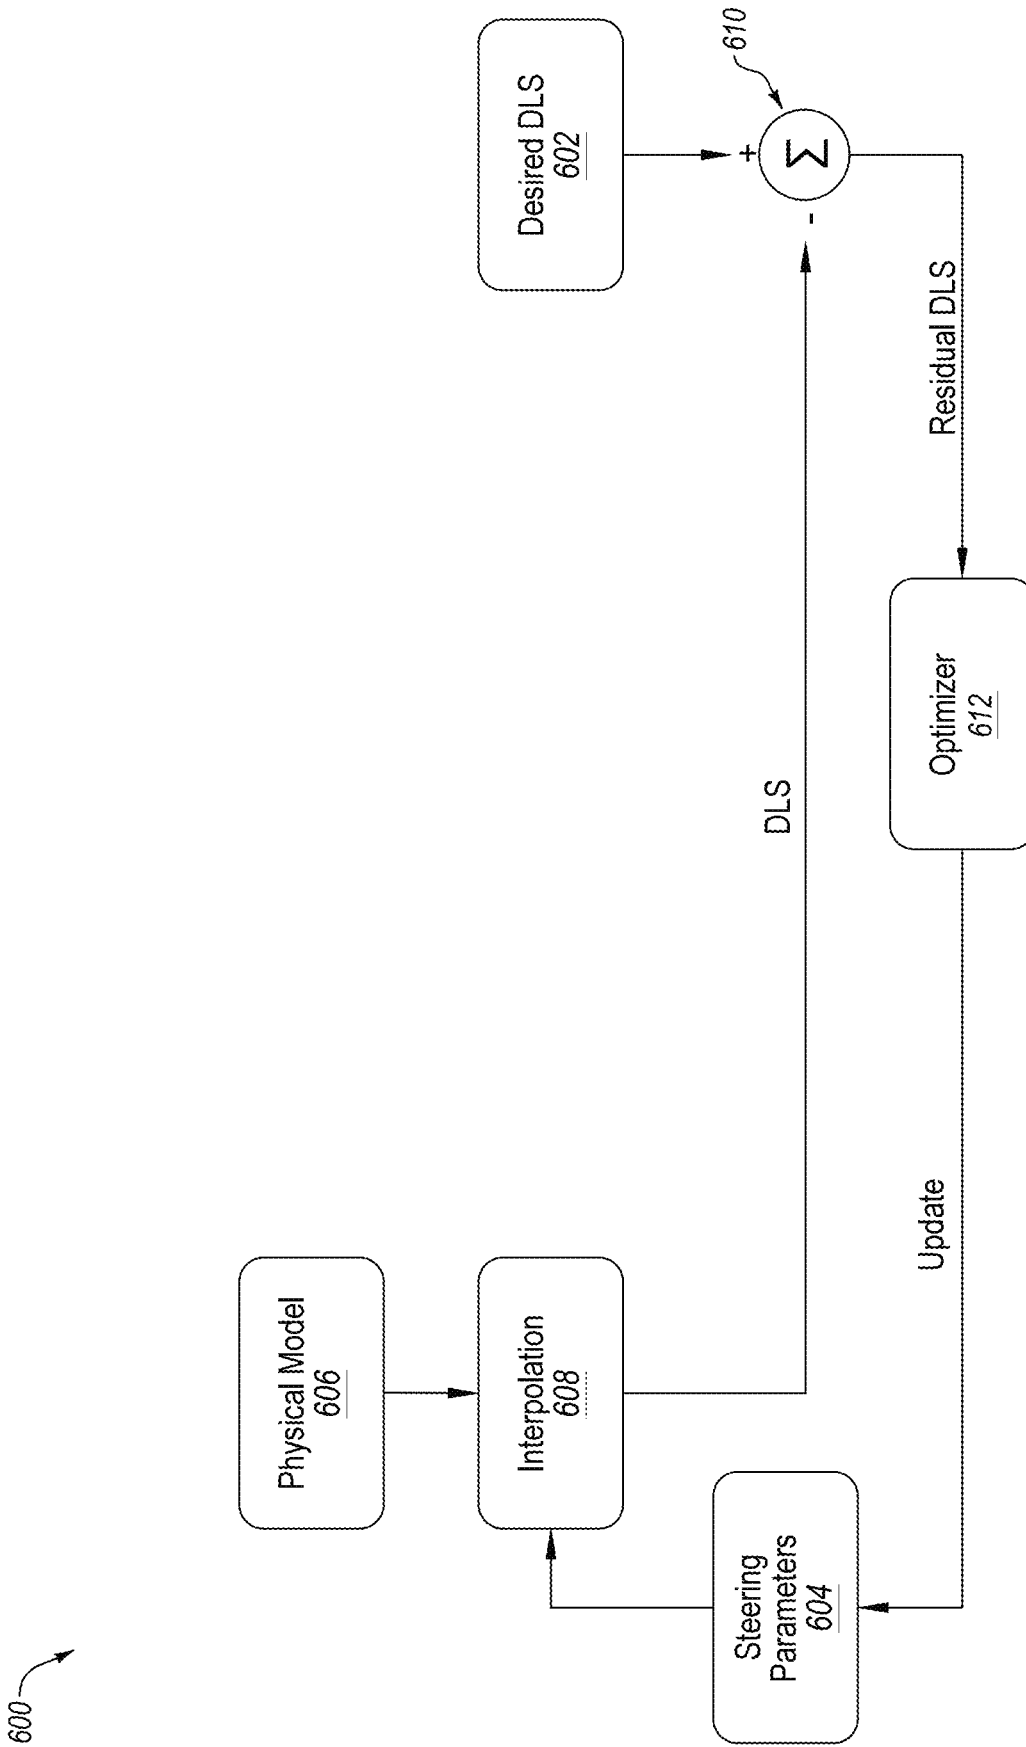 600
Physical Model
606
Interpolation
608
Steering
Parameters
604
DLS
Update
Desired DLS
602
610
+
-
Σ
Residual DLS
Optimizer
612